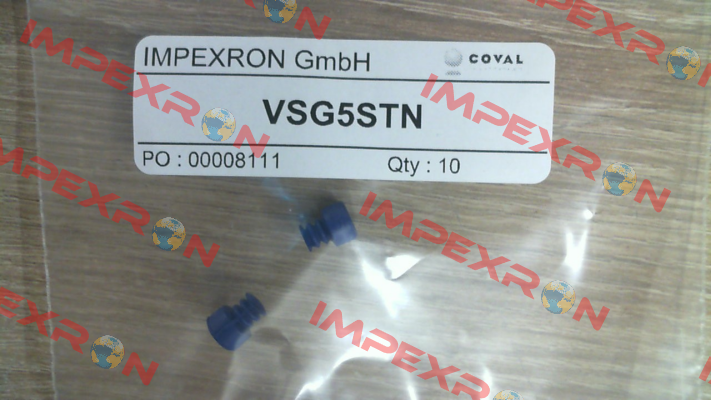 IMPEXRON GmbH
COVAL
VSG5STN
PO : 00008111
Qty : 10
IMPEXRON
IMPEXRON
IMPEXRON
IMPEXRON
IMPEXRON
IMPEXRON